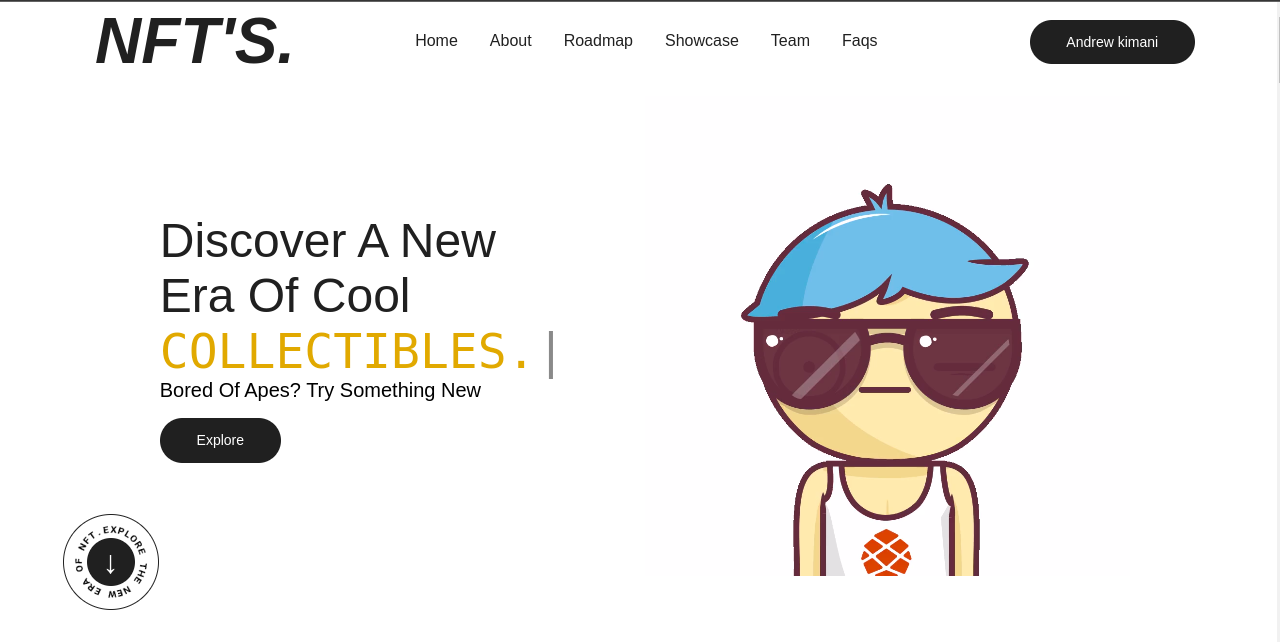 NFT'S.
Home About Roadmap Showcase Team Faqs
Andrew kimani
Discover A New
Era Of Cool
COLLECTIBLES.|
Bored Of Apes? Try Something New
Explore
EXPLORE THE NEW ERA OF NFT.
↓